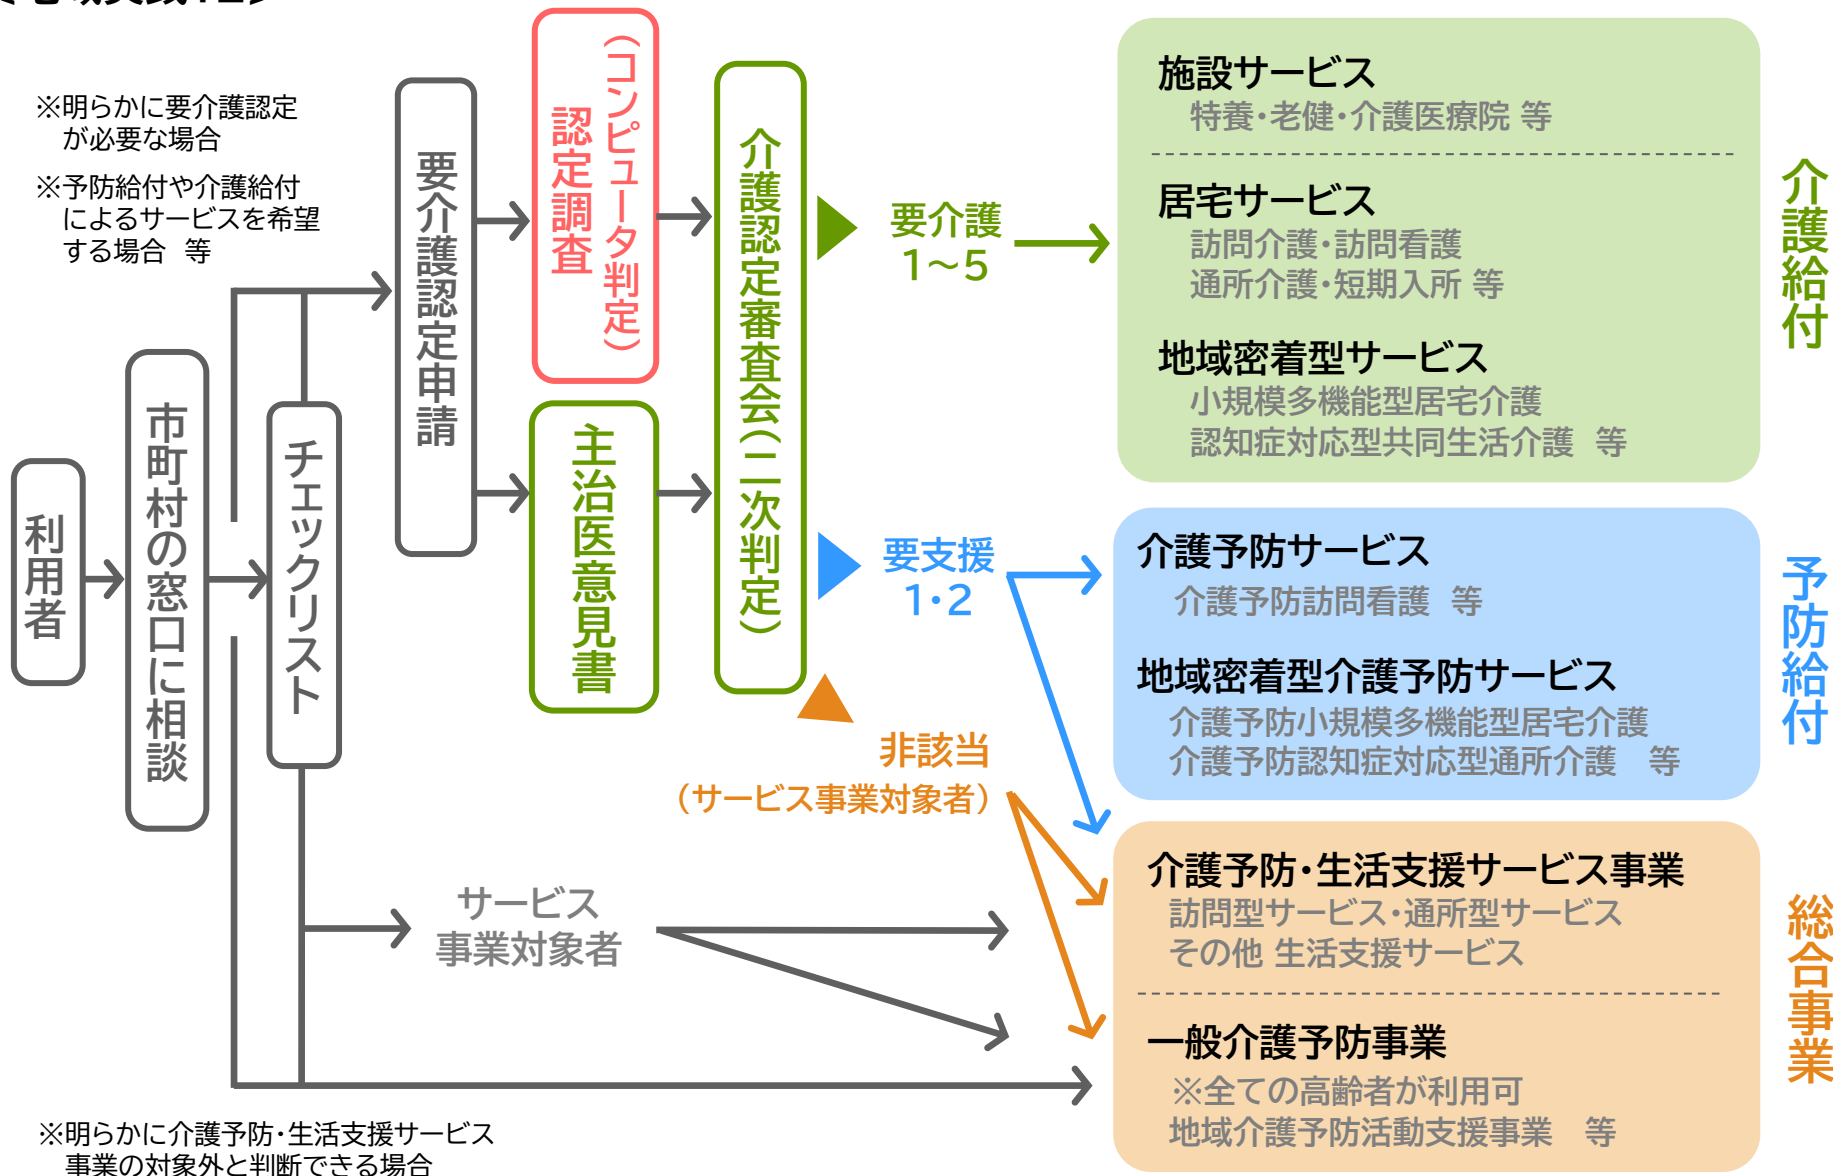 ※明らかに要介護認定
が必要な場合
※予防給付や介護給付
によるサービスを希望
する場合 等
利用者
市町村の窓口に相談
チェックリスト
要介護認定申請
認定調査
（コンピュータ判定）
主治医意見書
介護認定審査会（二次判定）
要介護
1～5
要支援
1・2
非該当
（サービス事業対象者）
サービス
事業対象者
※明らかに介護予防・生活支援サービス
事業の対象外と判断できる場合
施設サービス
特養・老健・介護医療院 等
居宅サービス
訪問介護・訪問看護
通所介護・短期入所 等
地域密着型サービス
小規模多機能型居宅介護
認知症対応型共同生活介護 等
介護給付
介護予防サービス
介護予防訪問看護 等
地域密着型介護予防サービス
介護予防小規模多機能型居宅介護
介護予防認知症対応型通所介護 等
予防給付
介護予防・生活支援サービス事業
訪問型サービス・通所型サービス
その他 生活支援サービス
一般介護予防事業
※全ての高齢者が利用可
地域介護予防活動支援事業 等
総合事業